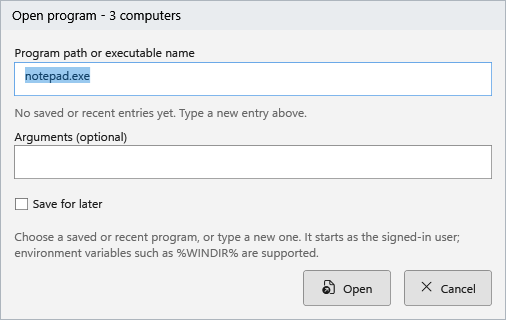 Open program - 3 computers
Program path or executable name
notepad.exe
No saved or recent entries yet. Type a new entry above.
Arguments (optional)
Save for later
Choose a saved or recent program, or type a new one. It starts as the signed-in user;
environment variables such as %WINDIR% are supported.
Open
Cancel